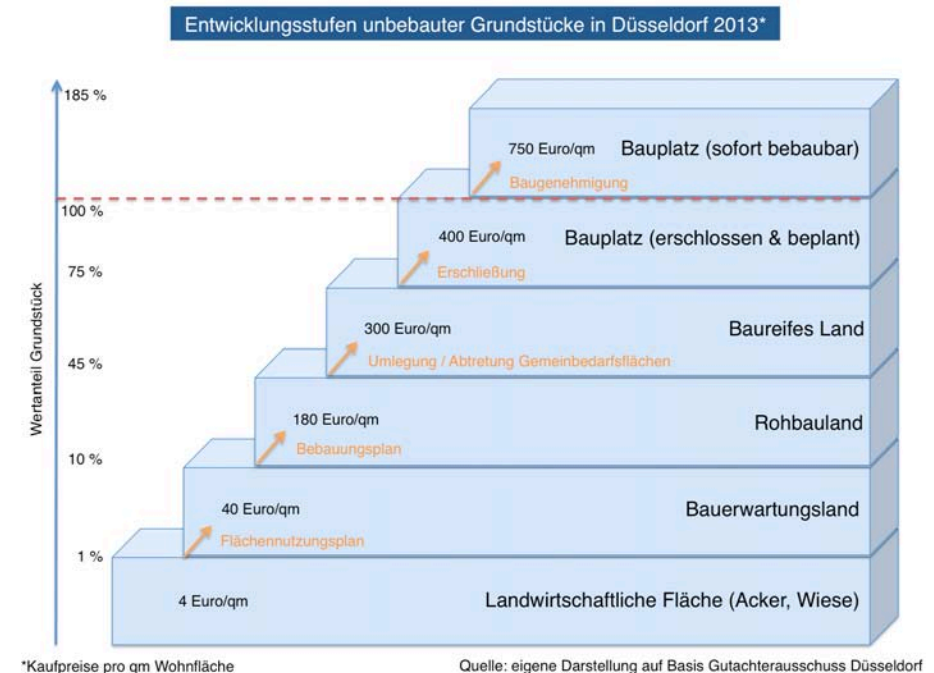 Entwicklungsstufen unbebauter Grundstücke in Düsseldorf 2013*
185 %
750 Euro/qm Bauplatz (sofort bebaubar)
Baugenehmigung
100 %
400 Euro/qm Bauplatz (erschlossen & beplant)
Erschließung
75 %
300 Euro/qm Baureifes Land
Umlegung / Abtretung Gemeinbedarfsflächen
45 %
180 Euro/qm Rohbauland
Bebauungsplan
10 %
40 Euro/qm Bauerwartungsland
Flächennutzungsplan
1 %
4 Euro/qm Landwirtschaftliche Fläche (Acker, Wiese)
Wertanteil Grundstück
*Kaufpreise pro qm Wohnfläche
Quelle: eigene Darstellung auf Basis Gutachterausschuss Düsseldorf